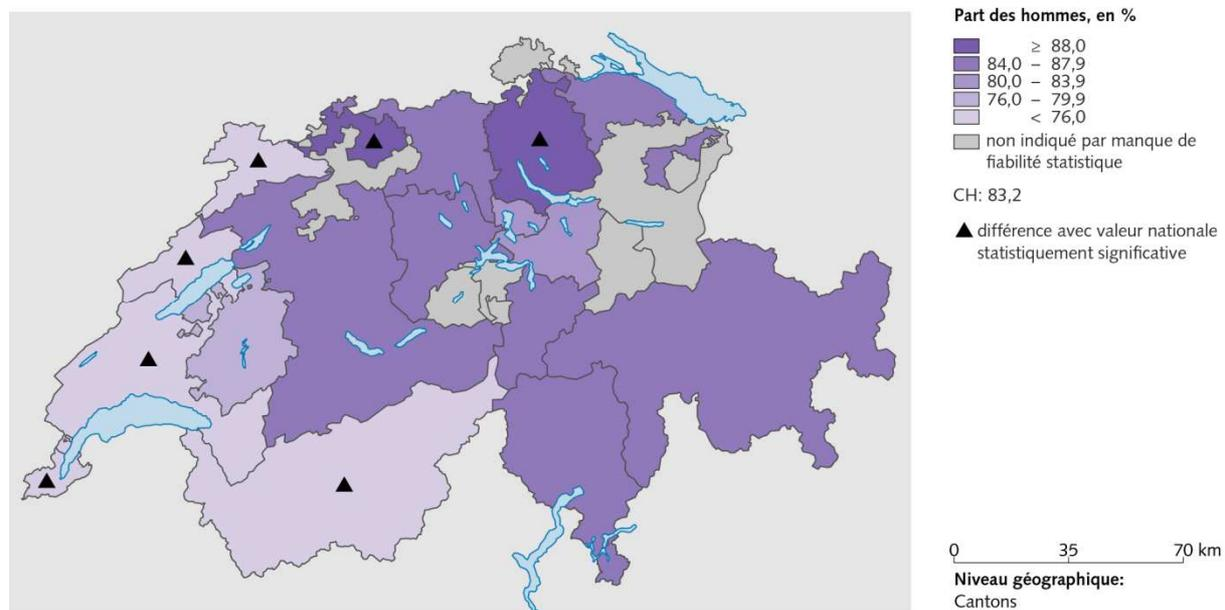 Part des hommes, en %
≥ 88,0
84,0 – 87,9
80,0 – 83,9
76,0 – 79,9
< 76,0
non indiqué par manque de
fiabilité statistique
CH: 83,2
différence avec valeur nationale
statistiquement significative
0 35 70 km
Niveau géographique:
Cantons